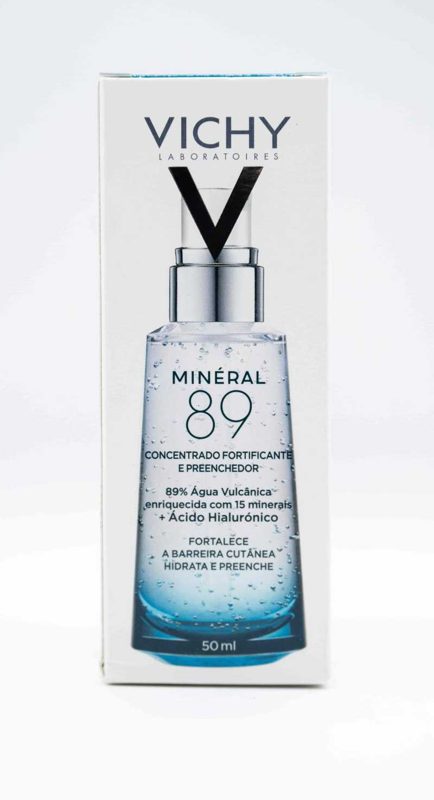 VICHY
LABORATOIRES
MINÉRAL
89
CONCENTRADO FORTIFICANTE
E PREENCHEDOR
89% Água Vulcânica
enriquecida com 15 minerais
+ Ácido Hialurónico
FORTALECE
A BARREIRA CUTÂNEA
HIDRATA E PREENCHE
50 ml